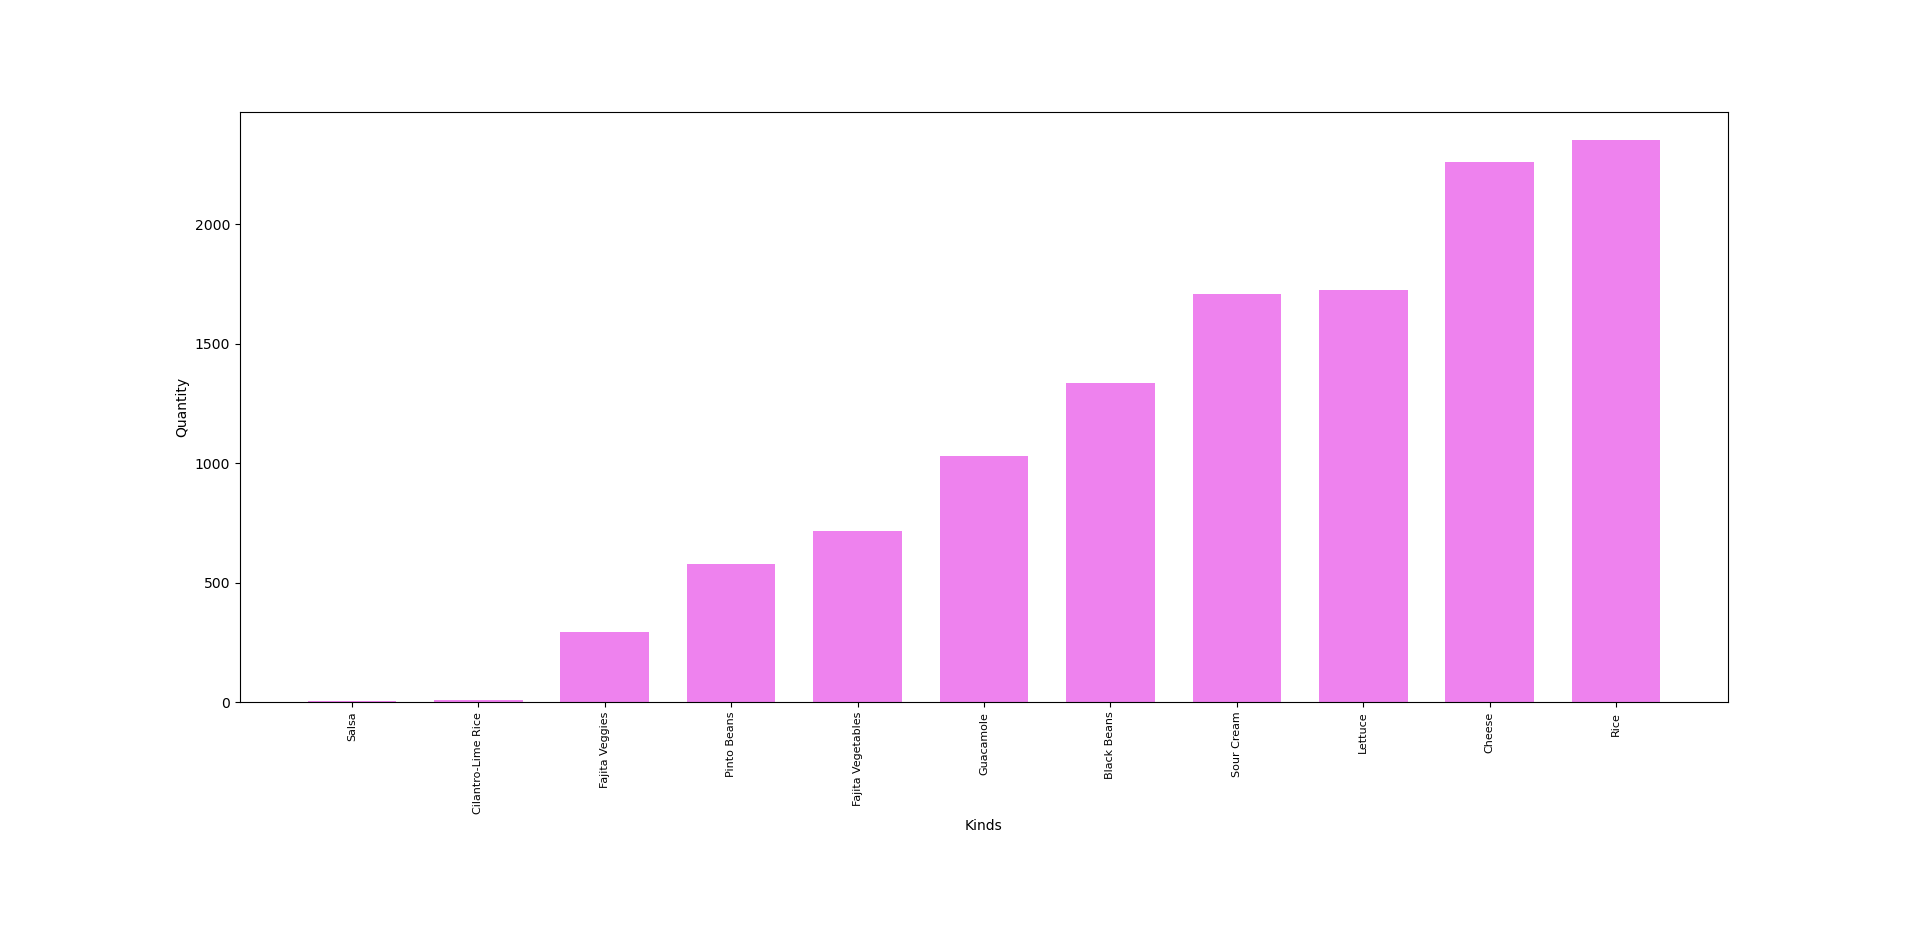 2000
1500
1000
500
0
Quantity
Salsa
Cilantro-Lime Rice
Fajita Veggies
Pinto Beans
Fajita Vegetables
Guacamole
Black Beans
Sour Cream
Lettuce
Cheese
Rice
Kinds